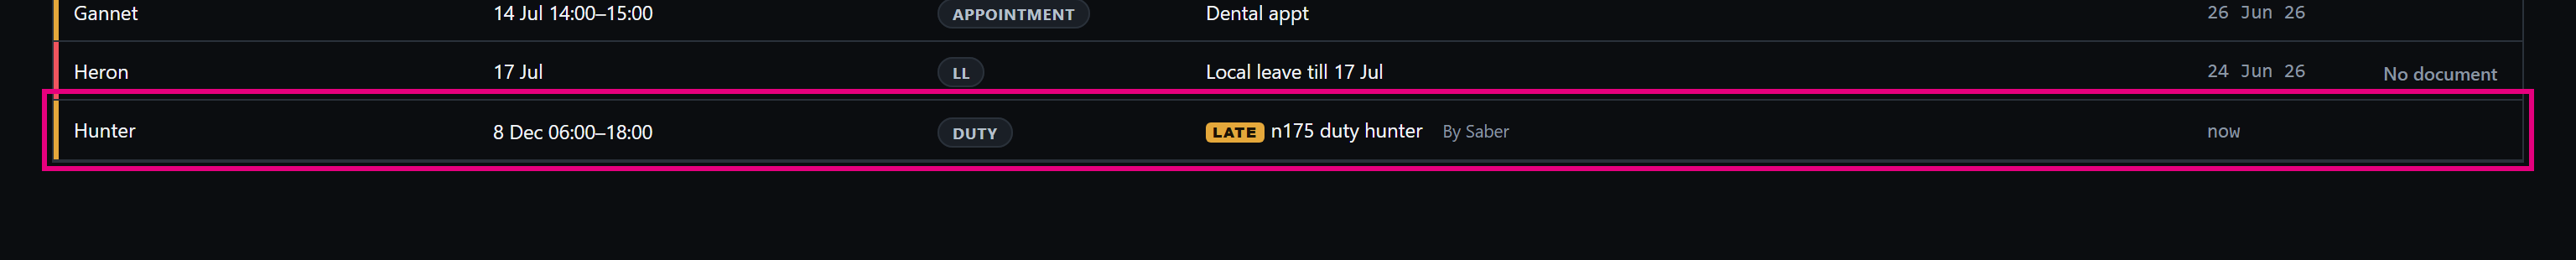 Gannet 14 Jul 14:00–15:00 APPOINTMENT Dental appt 26 Jun 26
Heron 17 Jul LL Local leave till 17 Jul 24 Jun 26 No document
Hunter 8 Dec 06:00–18:00 DUTY LATE n175 duty hunter By Saber now